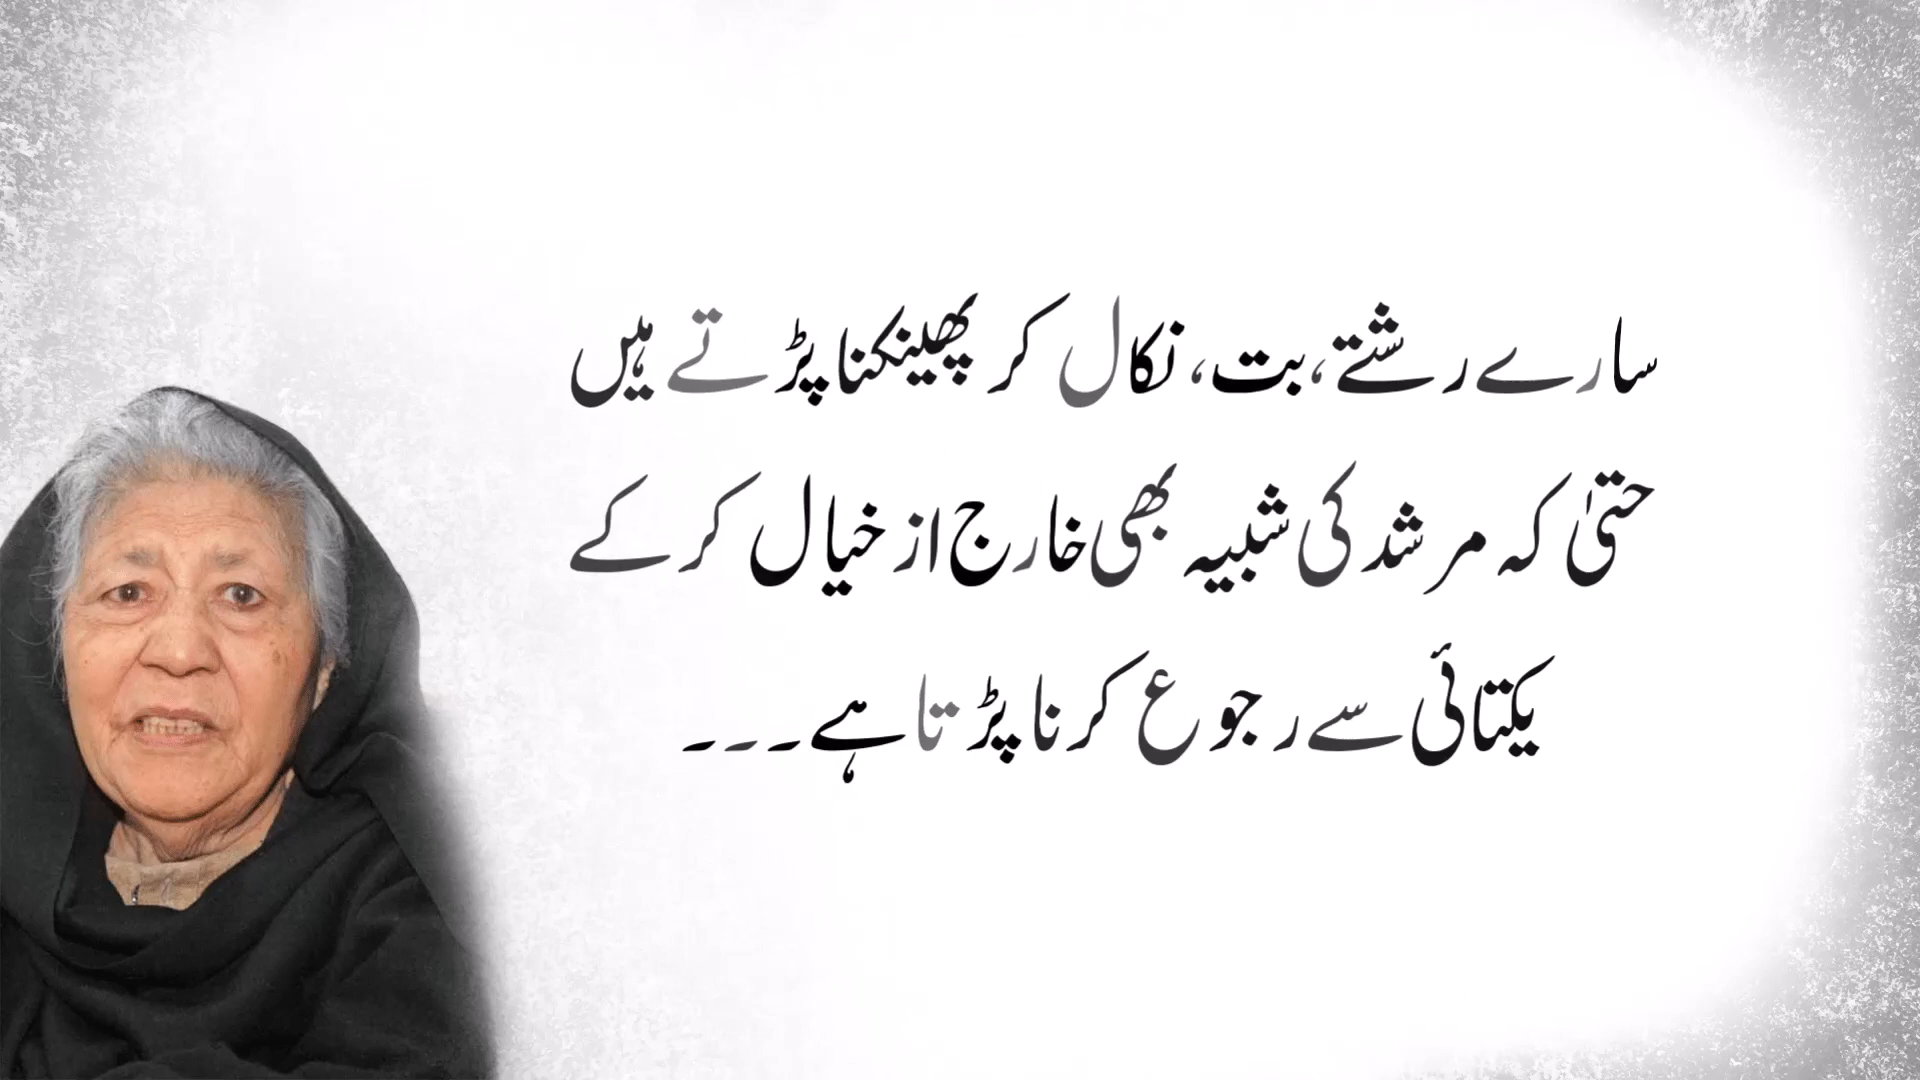 سارے رشتے، بت، نکال کر پھینکنا پڑتے ہیں
حتیٰ کہ مرشد کی شبیہ بھی خارج از خیال کر کے
یکتائی سے رجوع کرنا پڑتا ہے۔۔۔